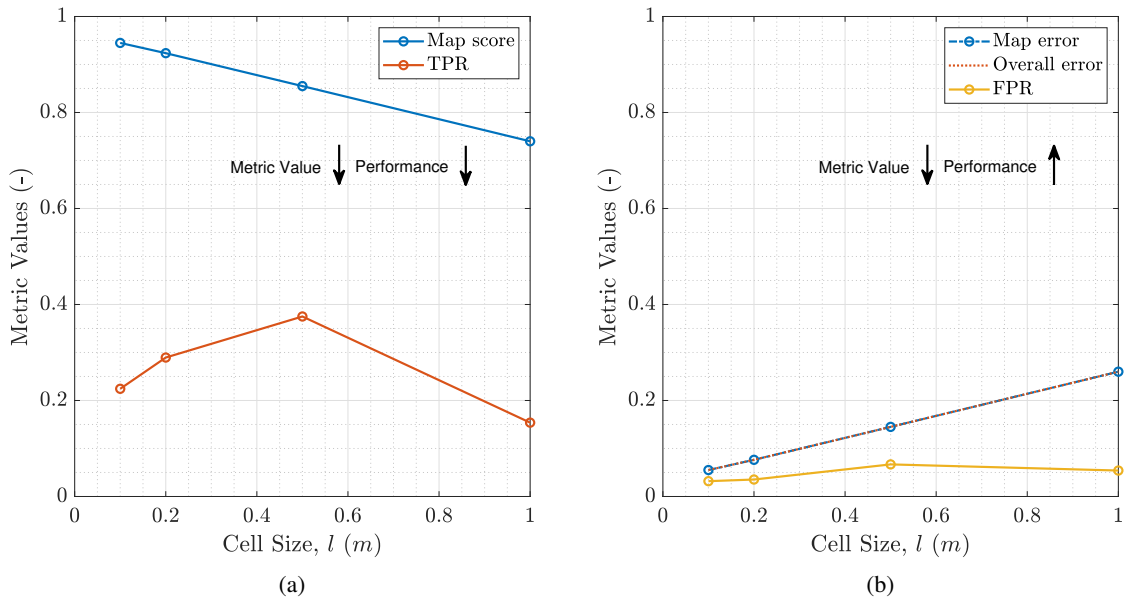 1
0.8
0.6
0.4
0.2
0
Metric Values (-)
Map score
TPR
Metric Value
Performance
0 0.2 0.4 0.6 0.8 1
Cell Size, l (m)
(a)
1
0.8
0.6
0.4
0.2
0
Metric Values (-)
Map error
Overall error
FPR
Metric Value
Performance
0 0.2 0.4 0.6 0.8 1
Cell Size, l (m)
(b)